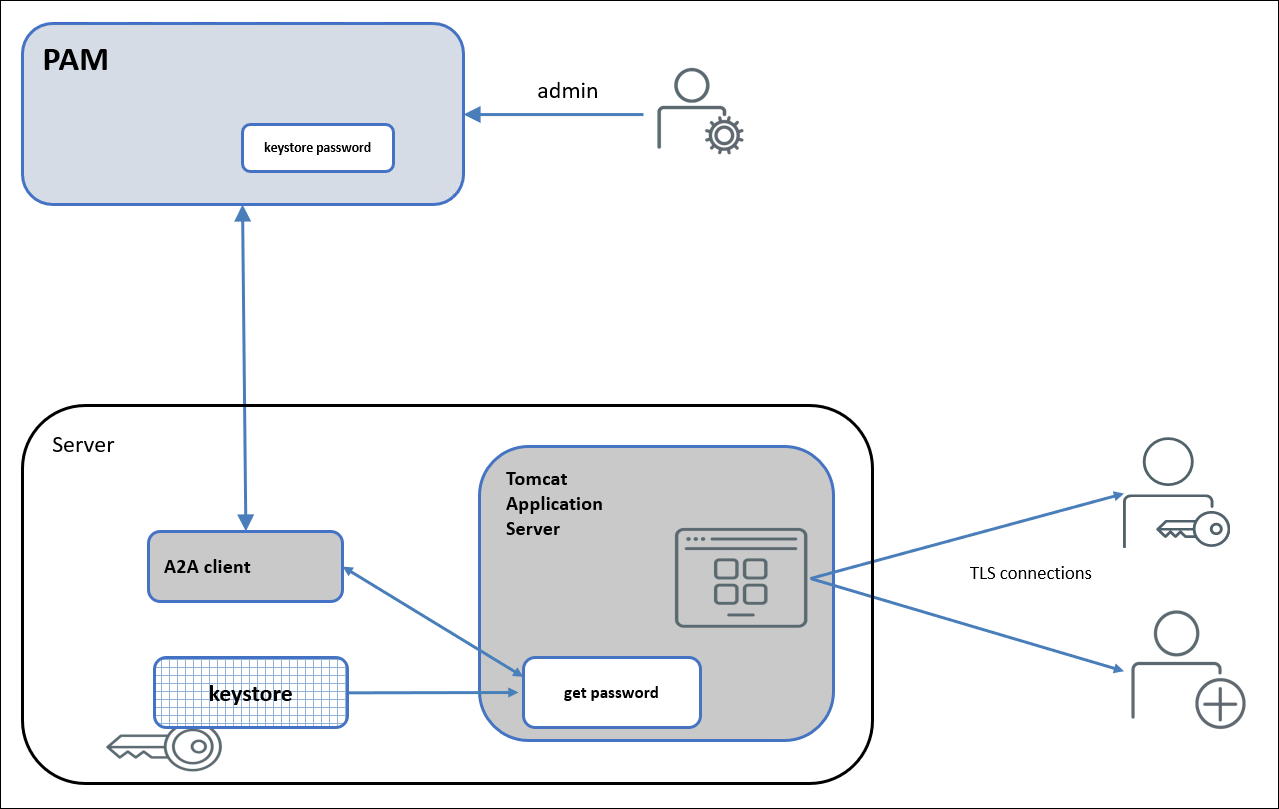 PAM
admin
keystore password
Server
Tomcat
Application
Server
A2A client
TLS connections
keystore
get password